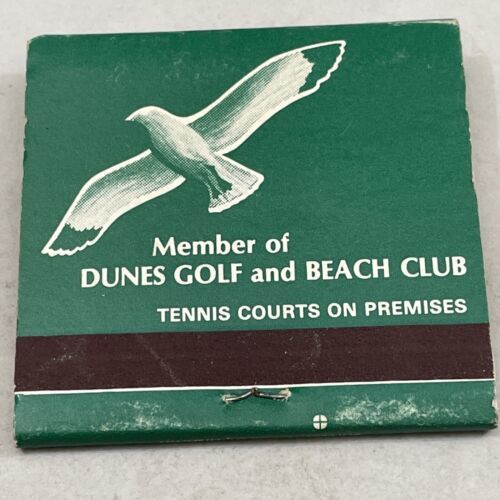 Member of
DUNES GOLF and BEACH CLUB
TENNIS COURTS ON PREMISES